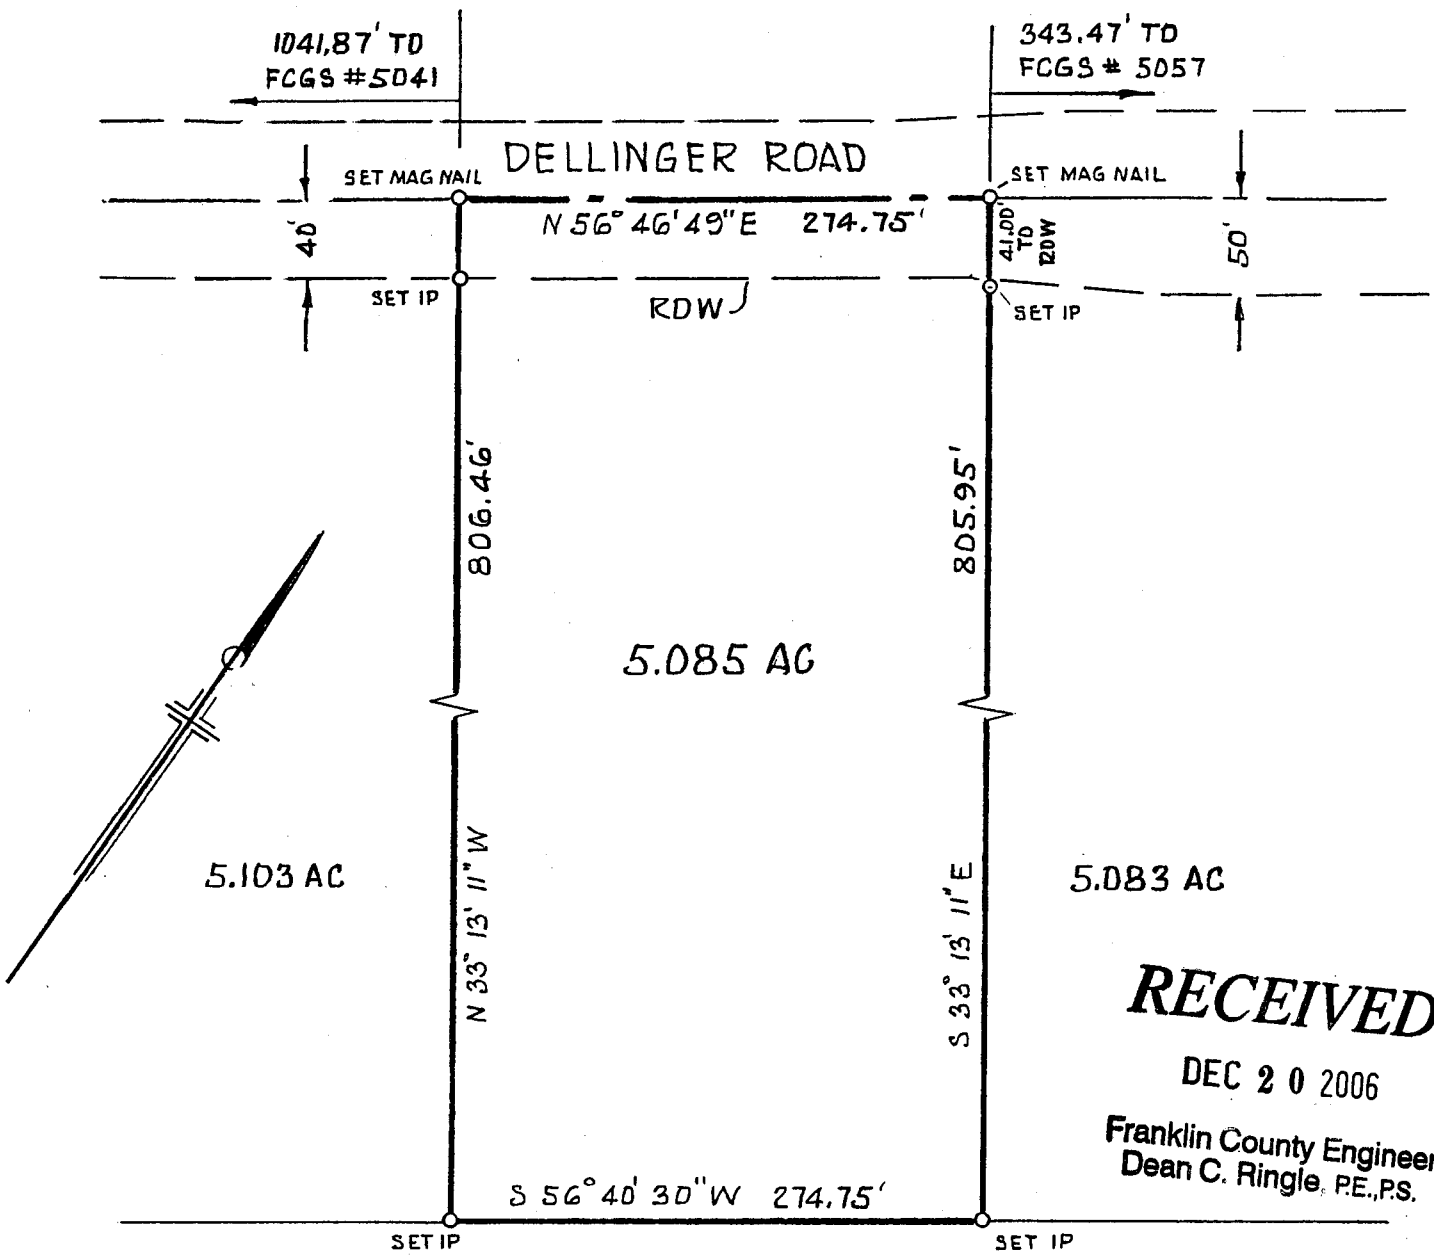 1041.87' TO
FCGS #5041
343.47' TO
FCGS # 5057
DELLINGER ROAD
SET MAG NAIL
SET MAG NAIL
N 56° 46' 49" E 274.75'
40'
41.00
TO
ROW
50'
SET IP
ROW
SET IP
806.46'
805.95'
5.085 AC
5.103 AC
N 33° 13' 11" W
S 33° 13' 11" E
5.083 AC
RECEIVED
DEC 20 2006
Franklin County Engineer
Dean C. Ringle, P.E.,P.S.
S 56° 40' 30" W 274.75'
SET IP
SET IP